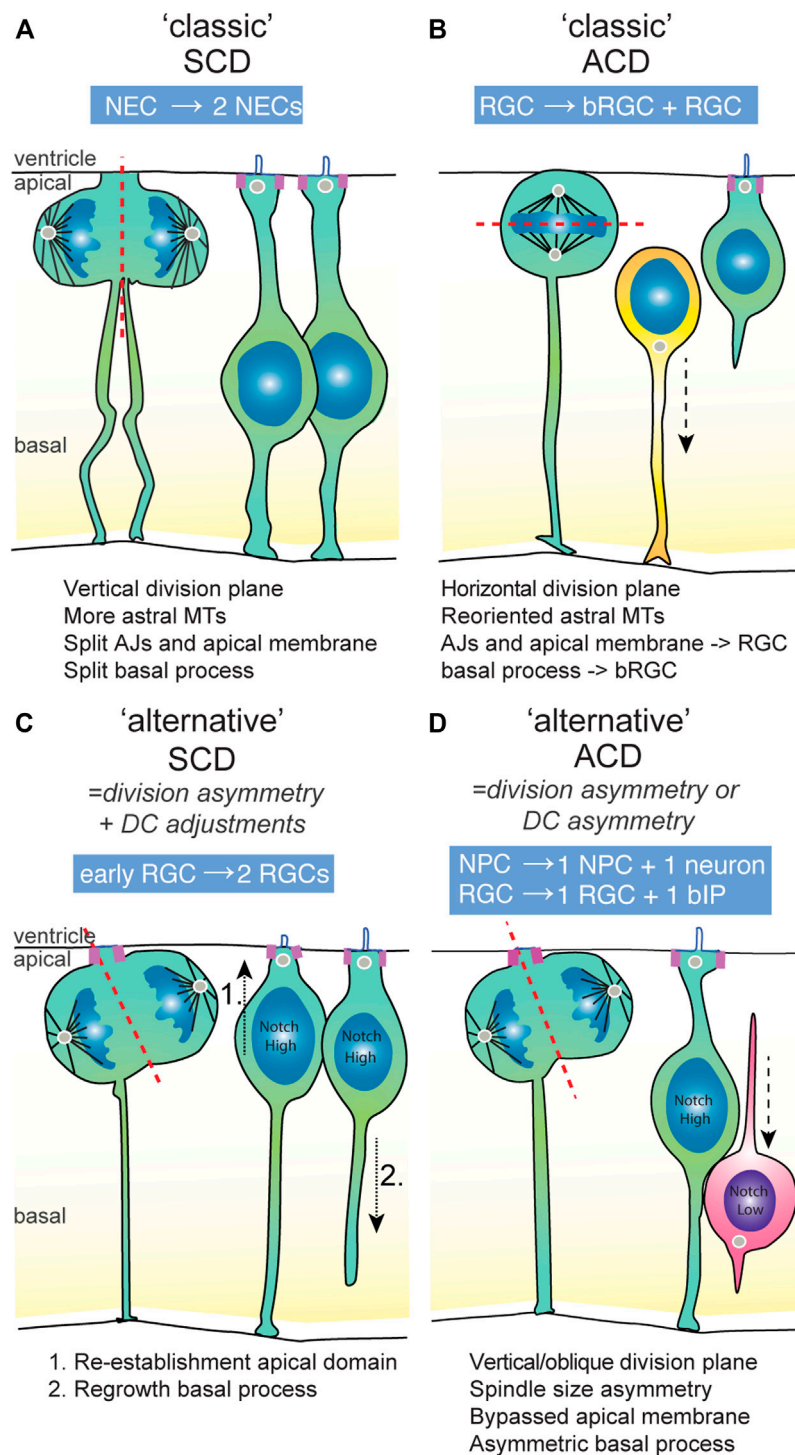 A
'classic'
SCD
NEC → 2 NECs
ventricle
apical
basal
Vertical division plane
More astral MTs
Split AJs and apical membrane
Split basal process
B
'classic'
ACD
RGC → bRGC + RGC
Horizontal division plane
Reoriented astral MTs
AJs and apical membrane -> RGC
basal process -> bRGC
C
'alternative'
SCD
=division asymmetry
+ DC adjustments
early RGC → 2 RGCs
ventricle
apical
1.
Notch
High
Notch
High
2.
basal
1. Re-establishment apical domain
2. Regrowth basal process
D
'alternative'
ACD
=division asymmetry or
DC asymmetry
NPC → 1 NPC + 1 neuron
RGC → 1 RGC + 1 bIP
Notch
High
Notch
Low
Vertical/oblique division plane
Spindle size asymmetry
Bypassed apical membrane
Asymmetric basal process